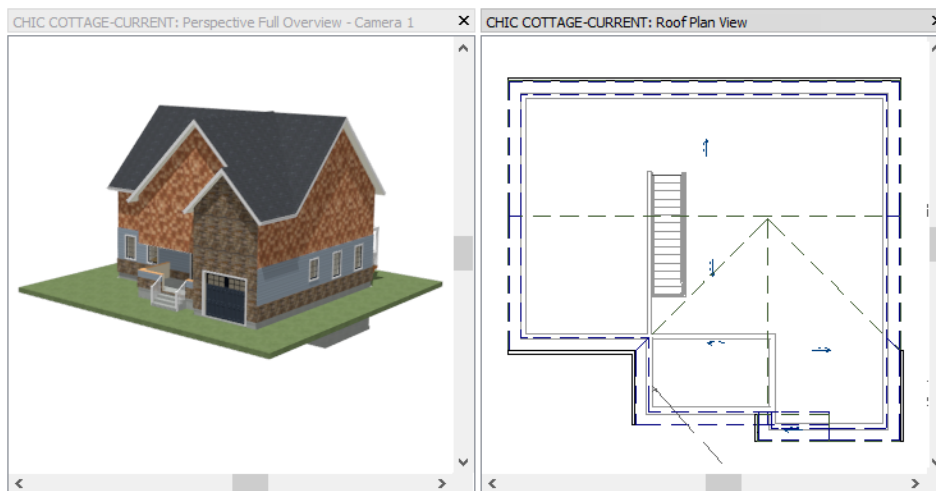 CHIC COTTAGE-CURRENT: Perspective Full Overview - Camera 1
CHIC COTTAGE-CURRENT: Roof Plan View